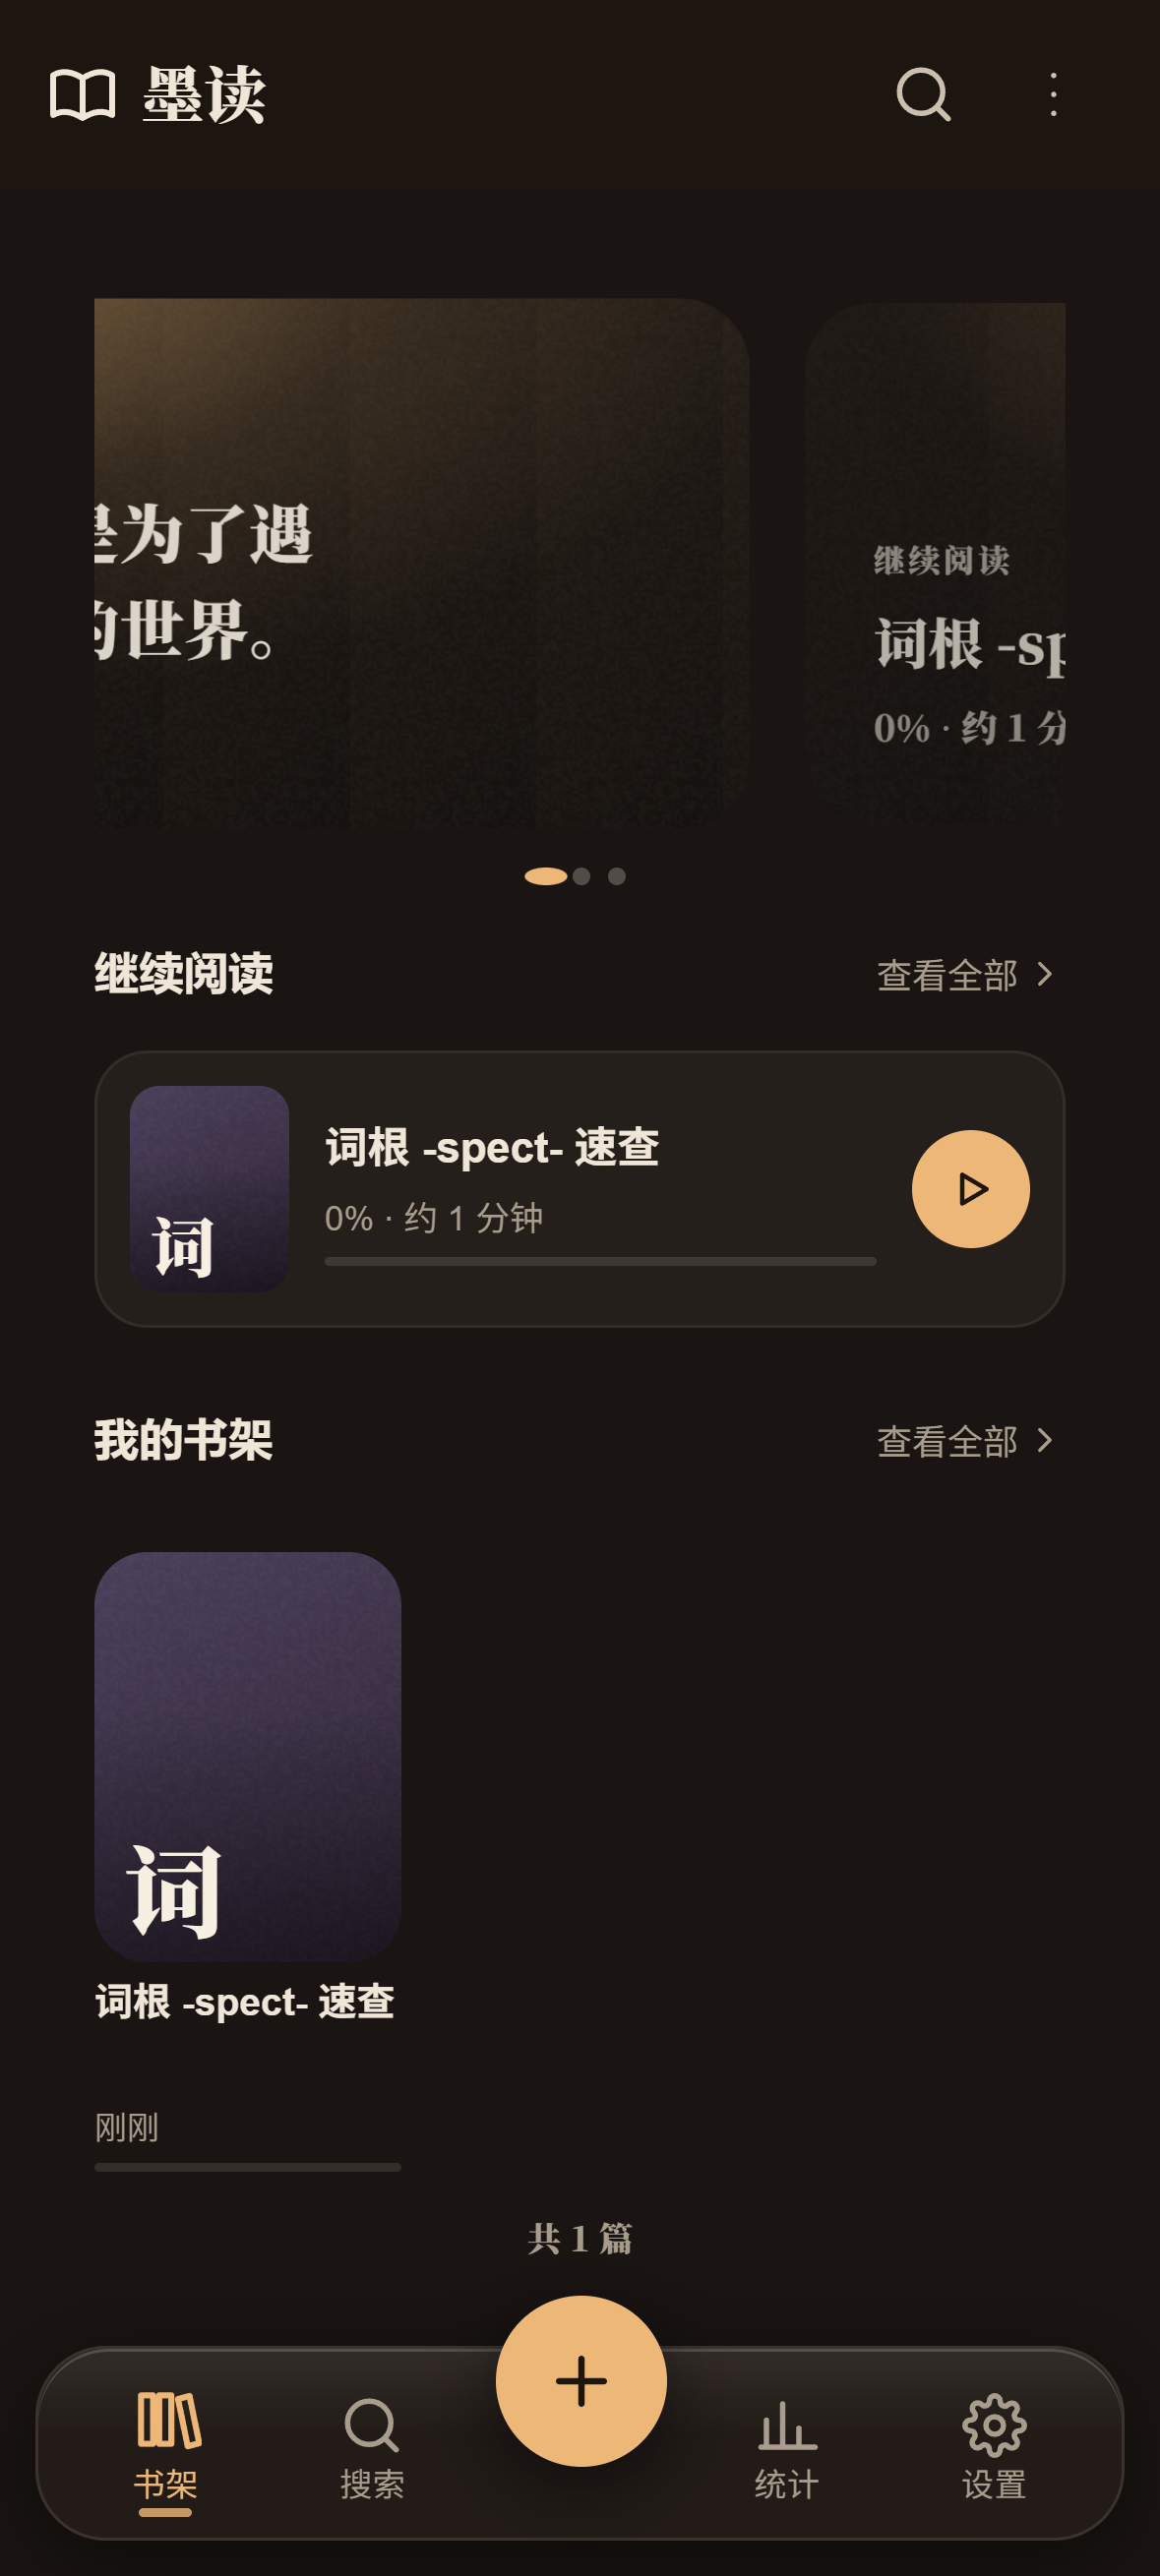 墨读
是为了遇
的世界。
继续阅读
词根 -sp
0% · 约 1 分
继续阅读
查看全部
词
词根 -spect- 速查
0% · 约 1 分钟
我的书架
查看全部
词
词根 -spect- 速查
刚刚
共 1 篇
书架
搜索
统计
设置